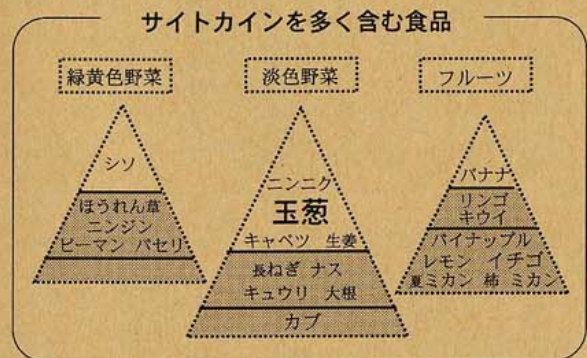 サイトカインを多く含む食品
緑黄色野菜
シソ
ほうれん草
ニンジン
ピーマン パセリ
淡色野菜
ニンニク
玉葱
キャベツ 生姜
長ねぎ ナス
キュウリ 大根
カブ
フルーツ
バナナ
リンゴ
キウイ
パイナップル
レモン イチゴ
夏ミカン 柿 ミカン